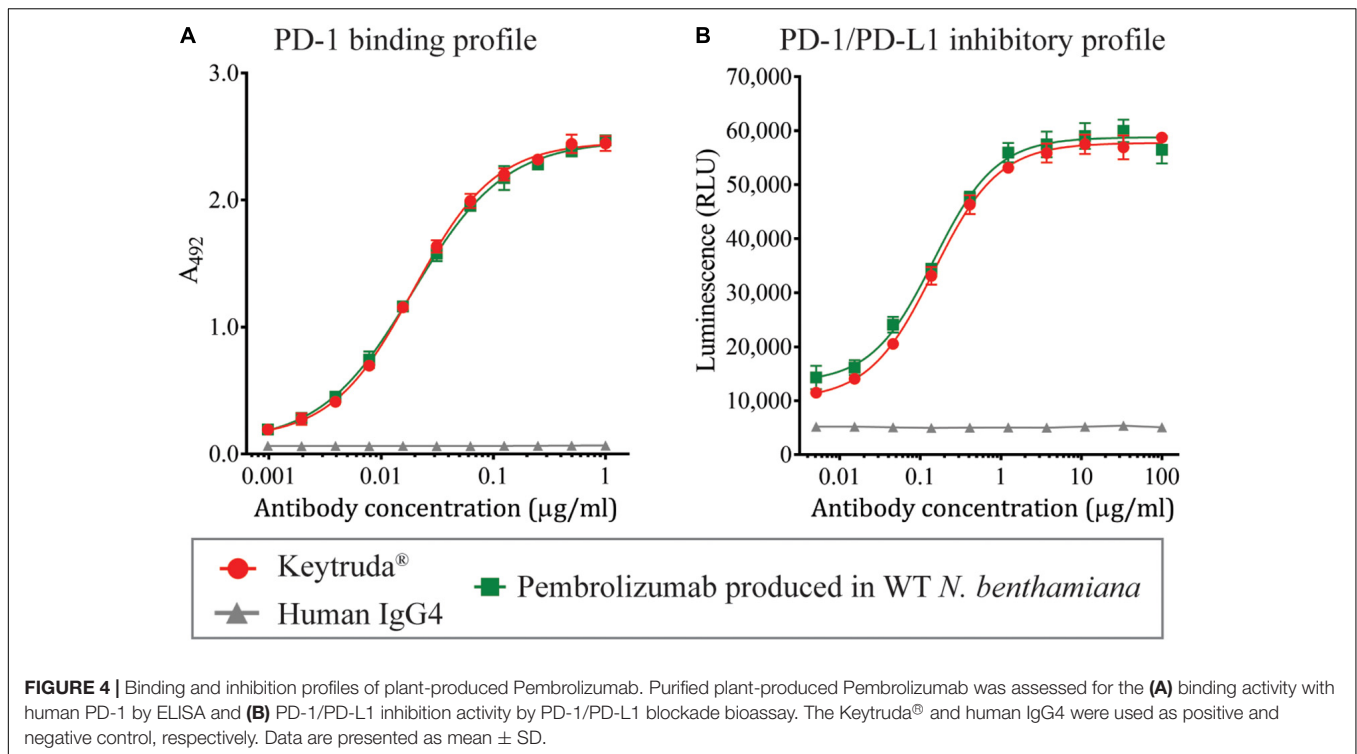 A
PD-1 binding profile
3.0
2.0
1.0
0.0
A492
0.001
0.01
0.1
1
Antibody concentration (μg/ml)
B
PD-1/PD-L1 inhibitory profile
70,000
60,000
50,000
40,000
30,000
20,000
10,000
0
Luminescence (RLU)
0.01
0.1
1
10
100
Antibody concentration (μg/ml)
Keytruda®
Human IgG4
Pembrolizumab produced in WT N. benthamiana
FIGURE 4 | Binding and inhibition profiles of plant-produced Pembrolizumab. Purified plant-produced Pembrolizumab was assessed for the (A) binding activity with
human PD-1 by ELISA and (B) PD-1/PD-L1 inhibition activity by PD-1/PD-L1 blockade bioassay. The Keytruda® and human IgG4 were used as positive and
negative control, respectively. Data are presented as mean ± SD.